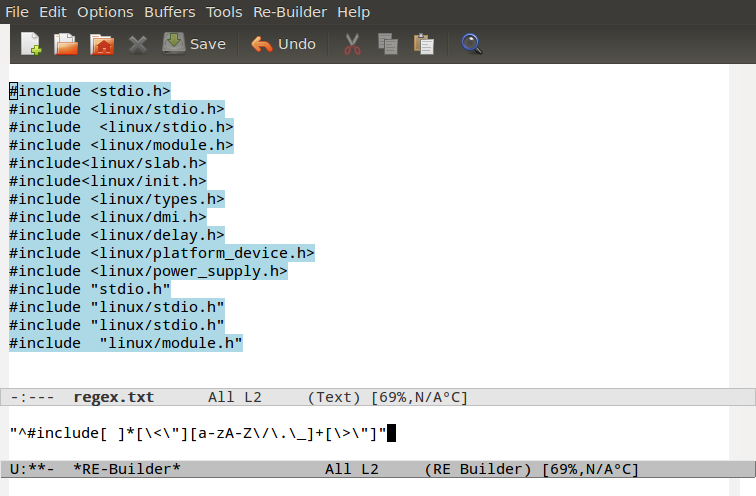 File Edit Options Buffers Tools Re-Builder Help
Save Undo
#include <stdio.h>
#include <linux/stdio.h>
#include  <linux/stdio.h>
#include <linux/module.h>
#include<linux/slab.h>
#include<linux/init.h>
#include <linux/types.h>
#include <linux/dmi.h>
#include <linux/delay.h>
#include <linux/platform_device.h>
#include <linux/power_supply.h>
#include "stdio.h"
#include "linux/stdio.h"
#include "linux/stdio.h"
#include  "linux/module.h"
-:---  regex.txt      All L2     (Text) [69%,N/A°C]
"^#include[ ]*[\<\"][a-zA-Z\/\.\_]+[\>\"]"
U:**-  *RE-Builder*      All L2     (RE Builder) [69%,N/A°C]